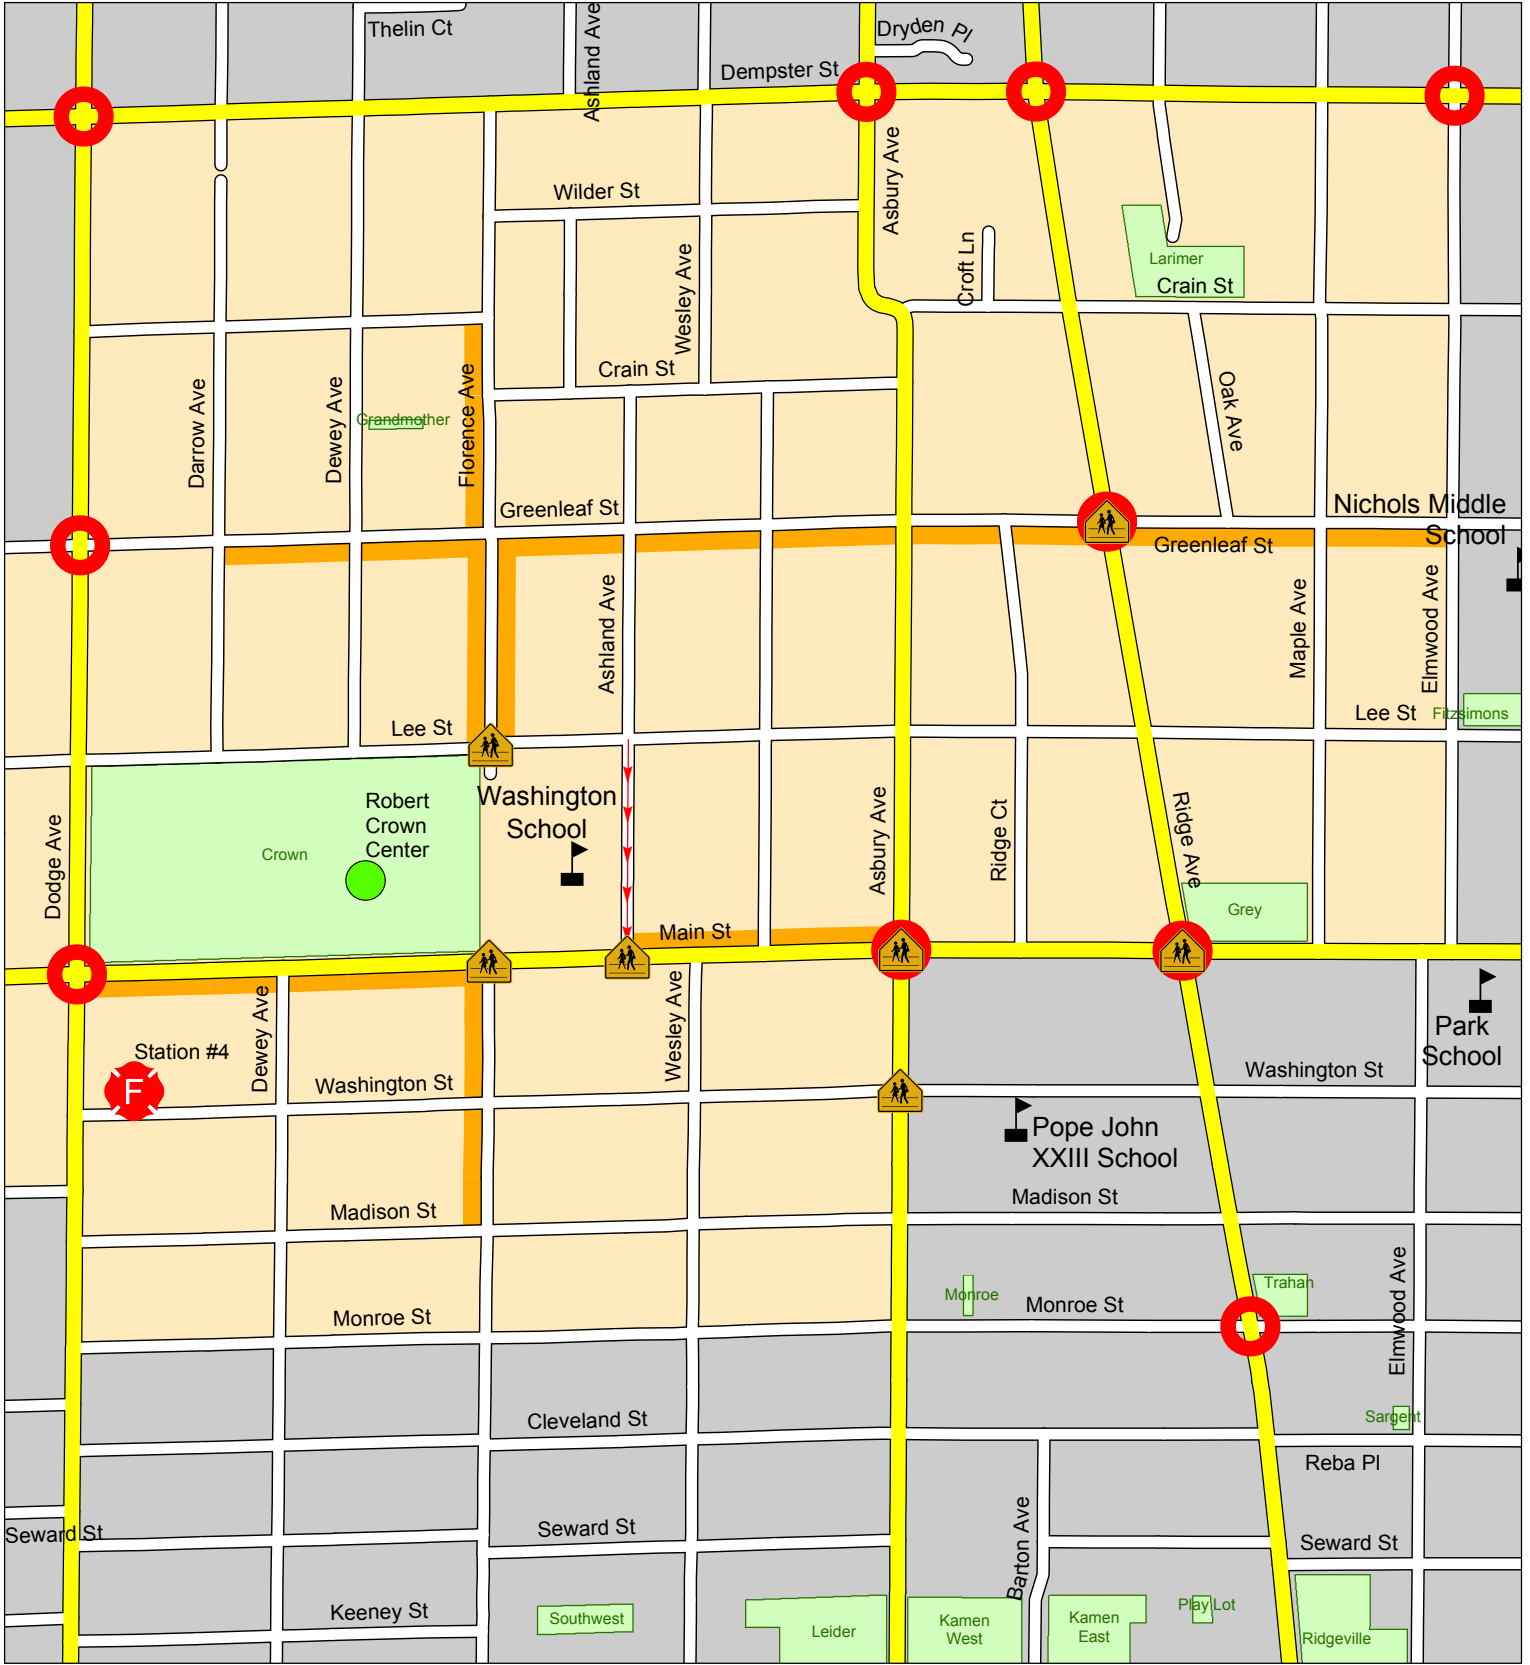 Thelin Ct
Ashland Ave
Dryden Pl
Dempster St
Asbury Ave
Wilder St
Wesley Ave
Croft Ln
Larimer
Crain St
Crain St
Darrow Ave
Dewey Ave
Grandmother
Florence Ave
Oak Ave
Greenleaf St
Nichols Middle
School
Greenleaf St
Ashland Ave
Maple Ave
Elmwood Ave
Lee St
Lee St
Fitzsimons
Robert
Crown
Center
Crown
Washington
School
Dodge Ave
Asbury Ave
Ridge Ct
Ridge Ave
Grey
Main St
Dewey Ave
Wesley Ave
Station #4
F
Park
School
Washington St
Washington St
Pope John
XXIII School
Madison St
Madison St
Monroe
Monroe St
Monroe St
Trahan
Elmwood Ave
Sargent
Cleveland St
Reba Pl
Seward St
Seward St
Seward St
Barton Ave
Keeney St
Southwest
Leider
Kamen
West
Kamen
East
Play Lot
Ridgeville